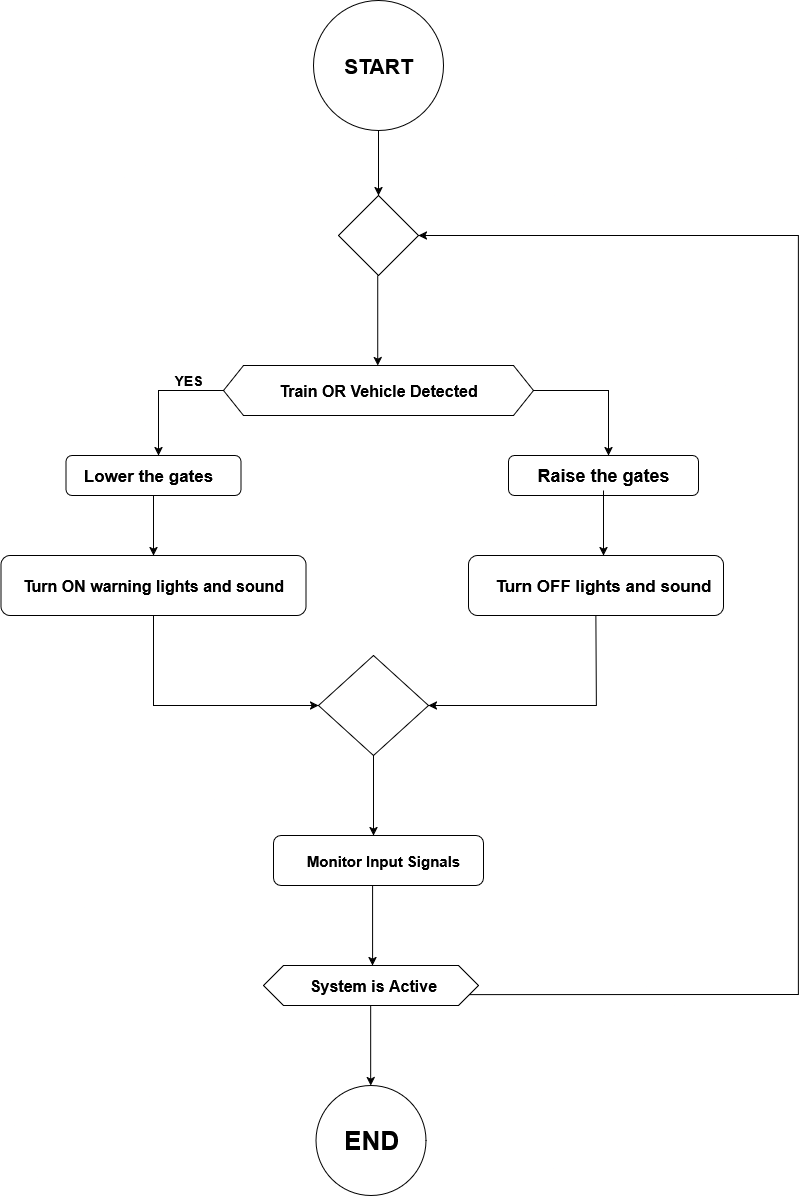 START
Train OR Vehicle Detected
YES
Lower the gates
Raise the gates
Turn ON warning lights and sound
Turn OFF lights and sound
Monitor Input Signals
System is Active
END